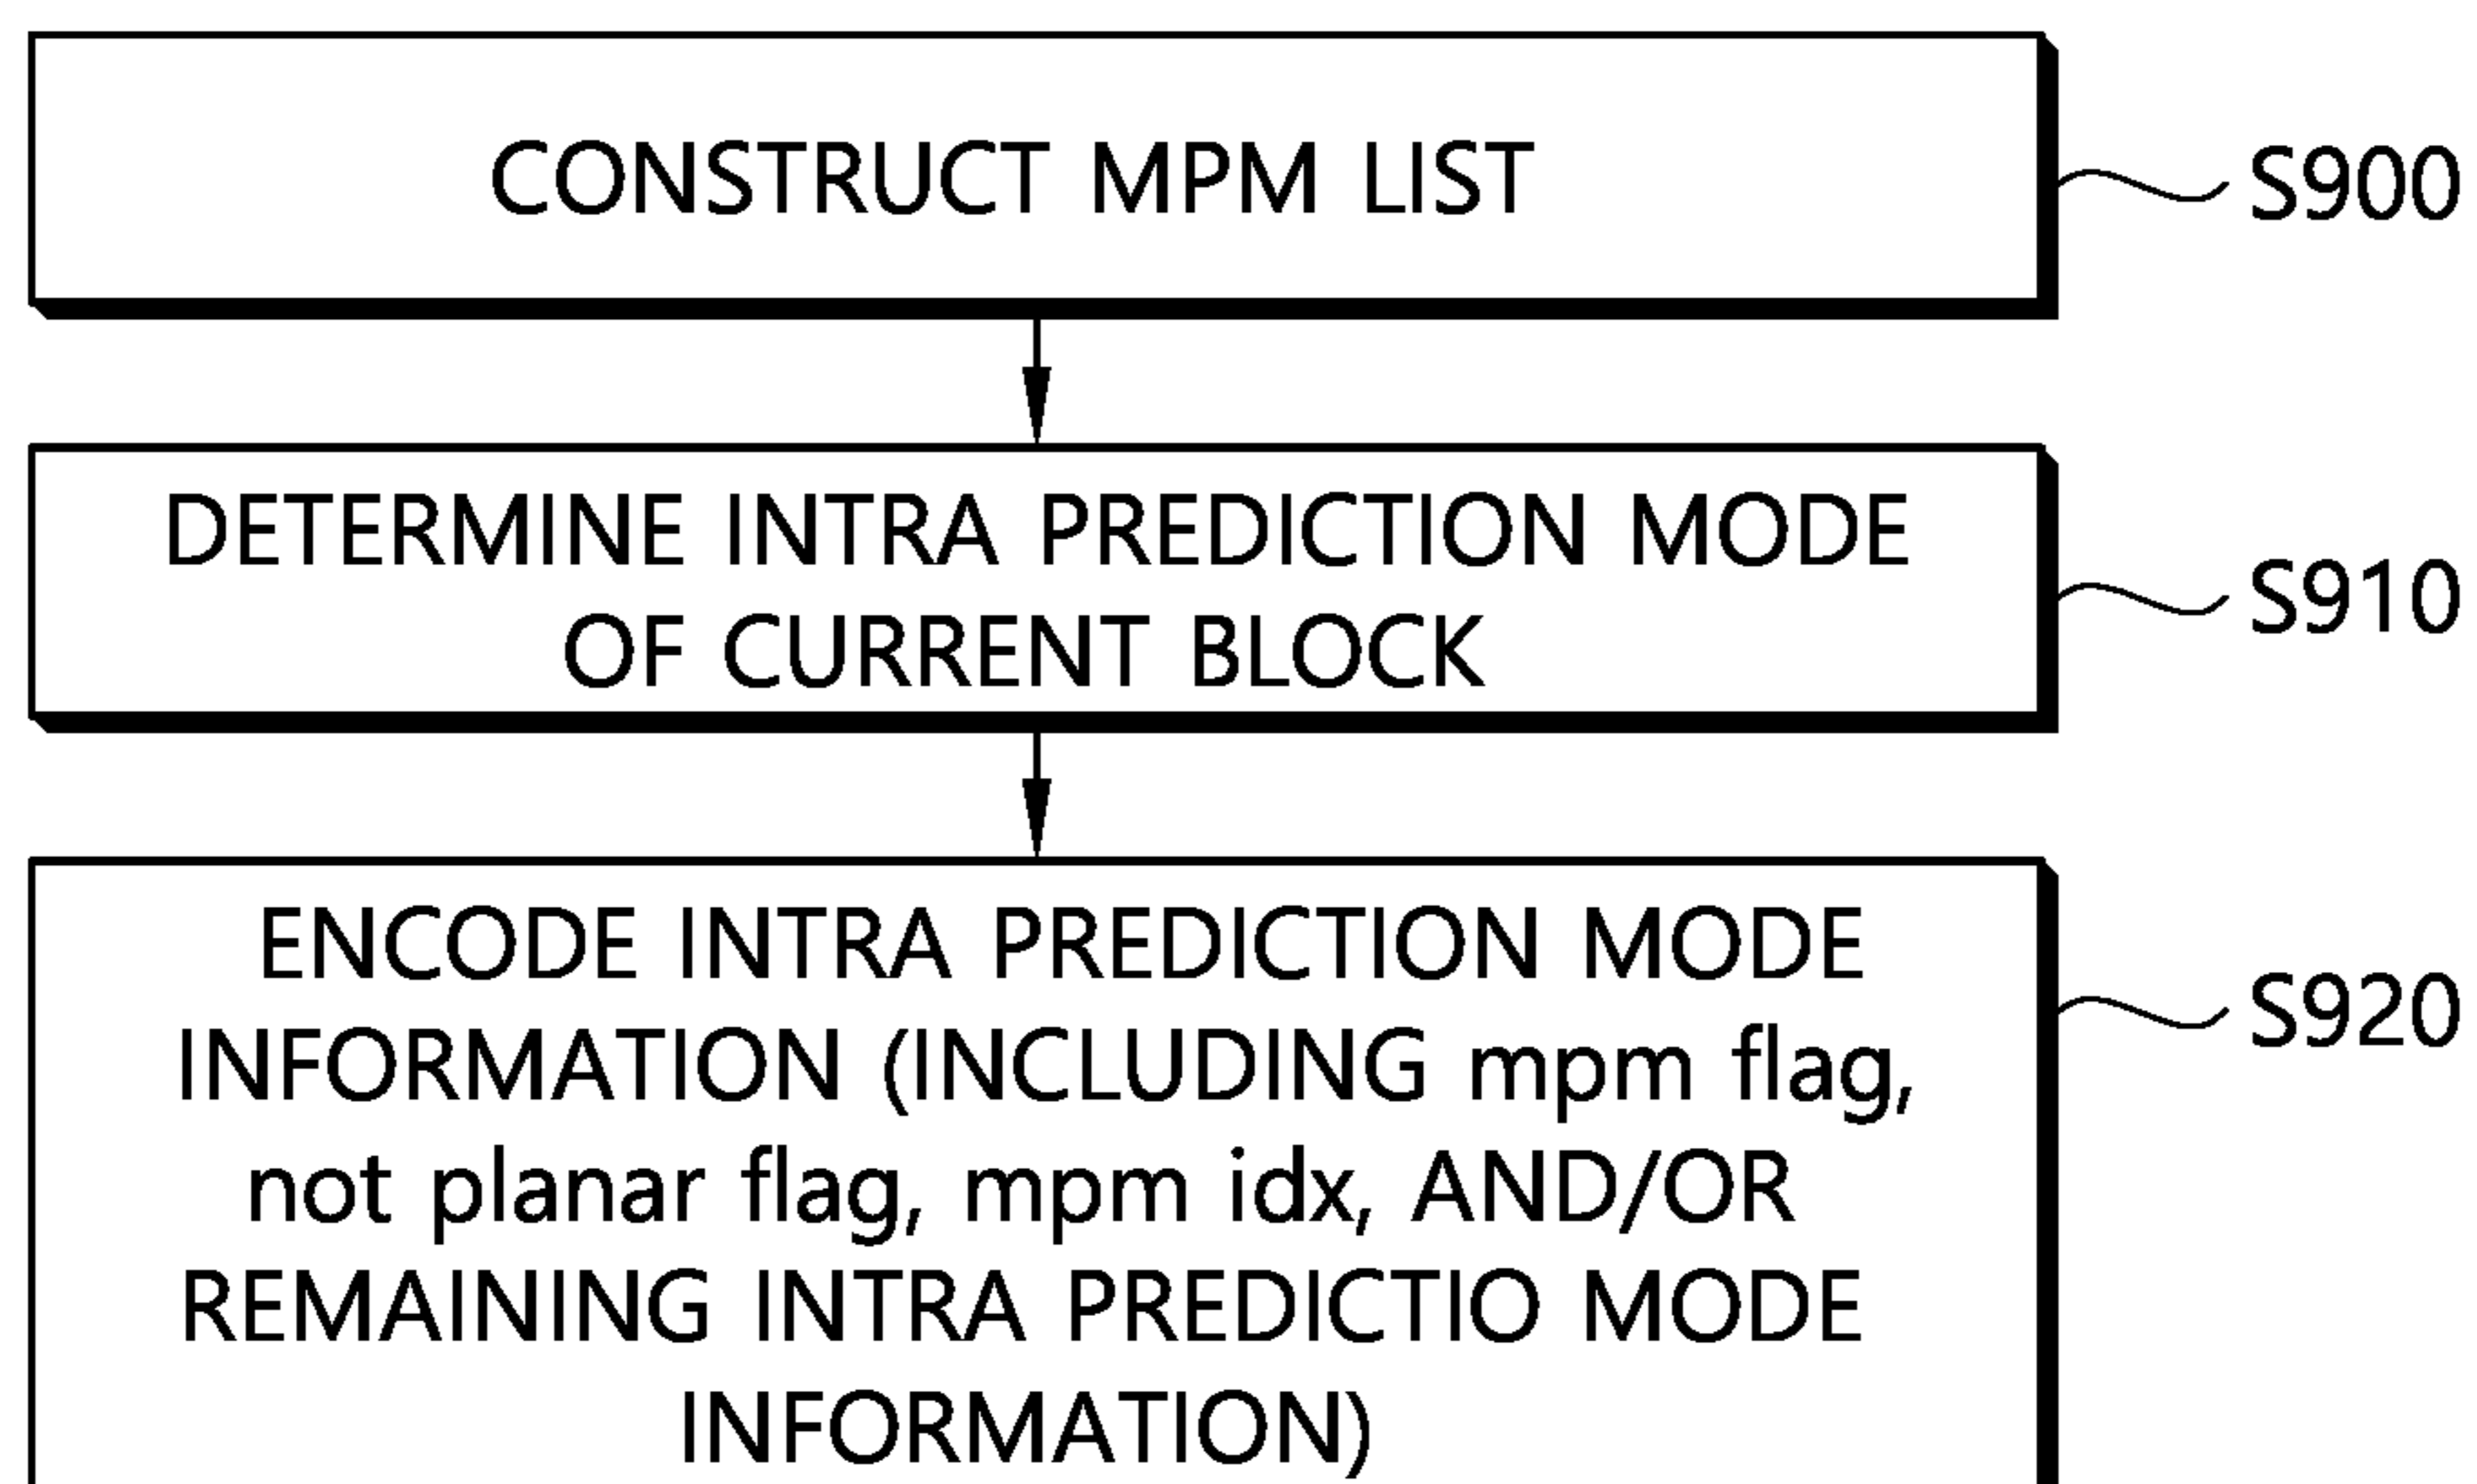 CONSTRUCT MPM LIST
S900
DETERMINE INTRA PREDICTION MODE
OF CURRENT BLOCK
S910
ENCODE INTRA PREDICTION MODE
INFORMATION (INCLUDING mpm flag,
not planar flag, mpm idx, AND/OR
REMAINING INTRA PREDICTIO MODE
INFORMATION)
S920